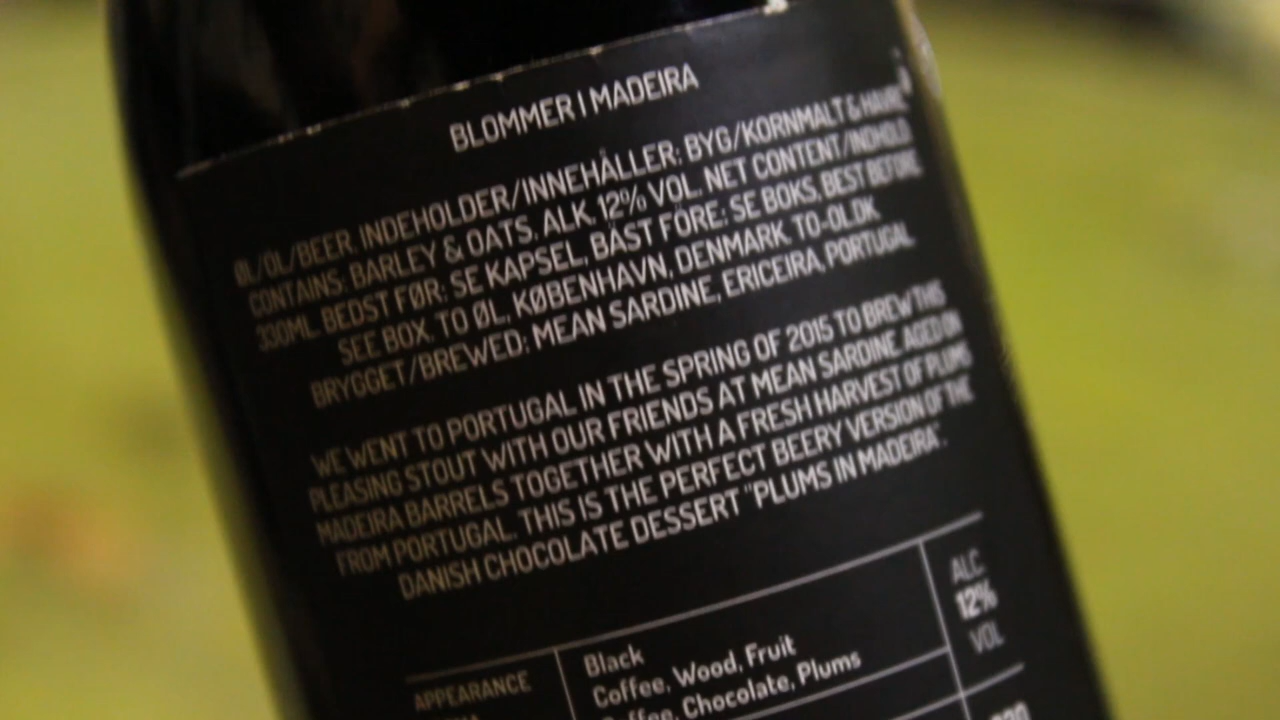 BLOMMER I MADEIRA
ØL/ÖL/BEER. INDEHOLDER/INNEHÅLLER: BYG/KORNMALT & HAVRE
CONTAINS: BARLEY & OATS. ALK. 12% VOL. NET CONTENT/INDHOLD
330ML. BEDST FØR: SE KAPSEL, BÄST FÖRE: SE BOKS, BEST BEFORE
SEE BOX. TO ØL, KØBENHAVN, DENMARK. TO-OL.DK
BRYGGET/BREWED: MEAN SARDINE, ERICEIRA, PORTUGAL
WE WENT TO PORTUGAL IN THE SPRING OF 2015 TO BREW THIS
PLEASING STOUT WITH OUR FRIENDS AT MEAN SARDINE. AGED ON
MADEIRA BARRELS TOGETHER WITH A FRESH HARVEST OF PLUMS
FROM PORTUGAL. THIS IS THE PERFECT BEERY VERSION OF THE
DANISH CHOCOLATE DESSERT "PLUMS IN MADEIRA".
APPEARANCE Black
Coffee, Wood, Fruit
Coffee, Chocolate, Plums
ALC.
12%
VOL